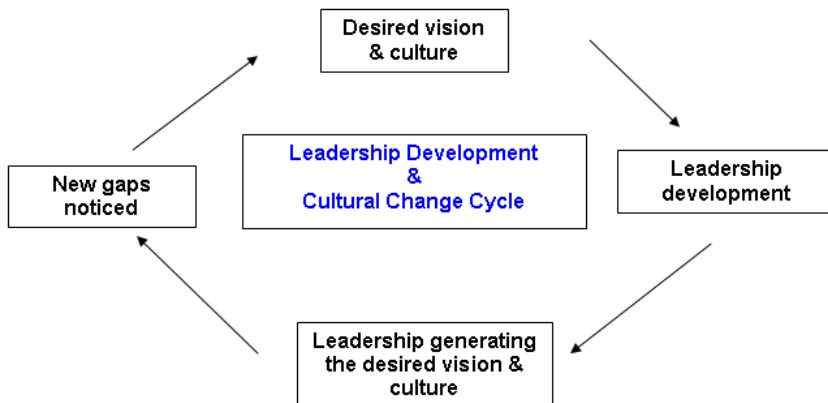 Desired vision
& culture
Leadership Development
&
Cultural Change Cycle
New gaps
noticed
Leadership
development
Leadership generating
the desired vision &
culture